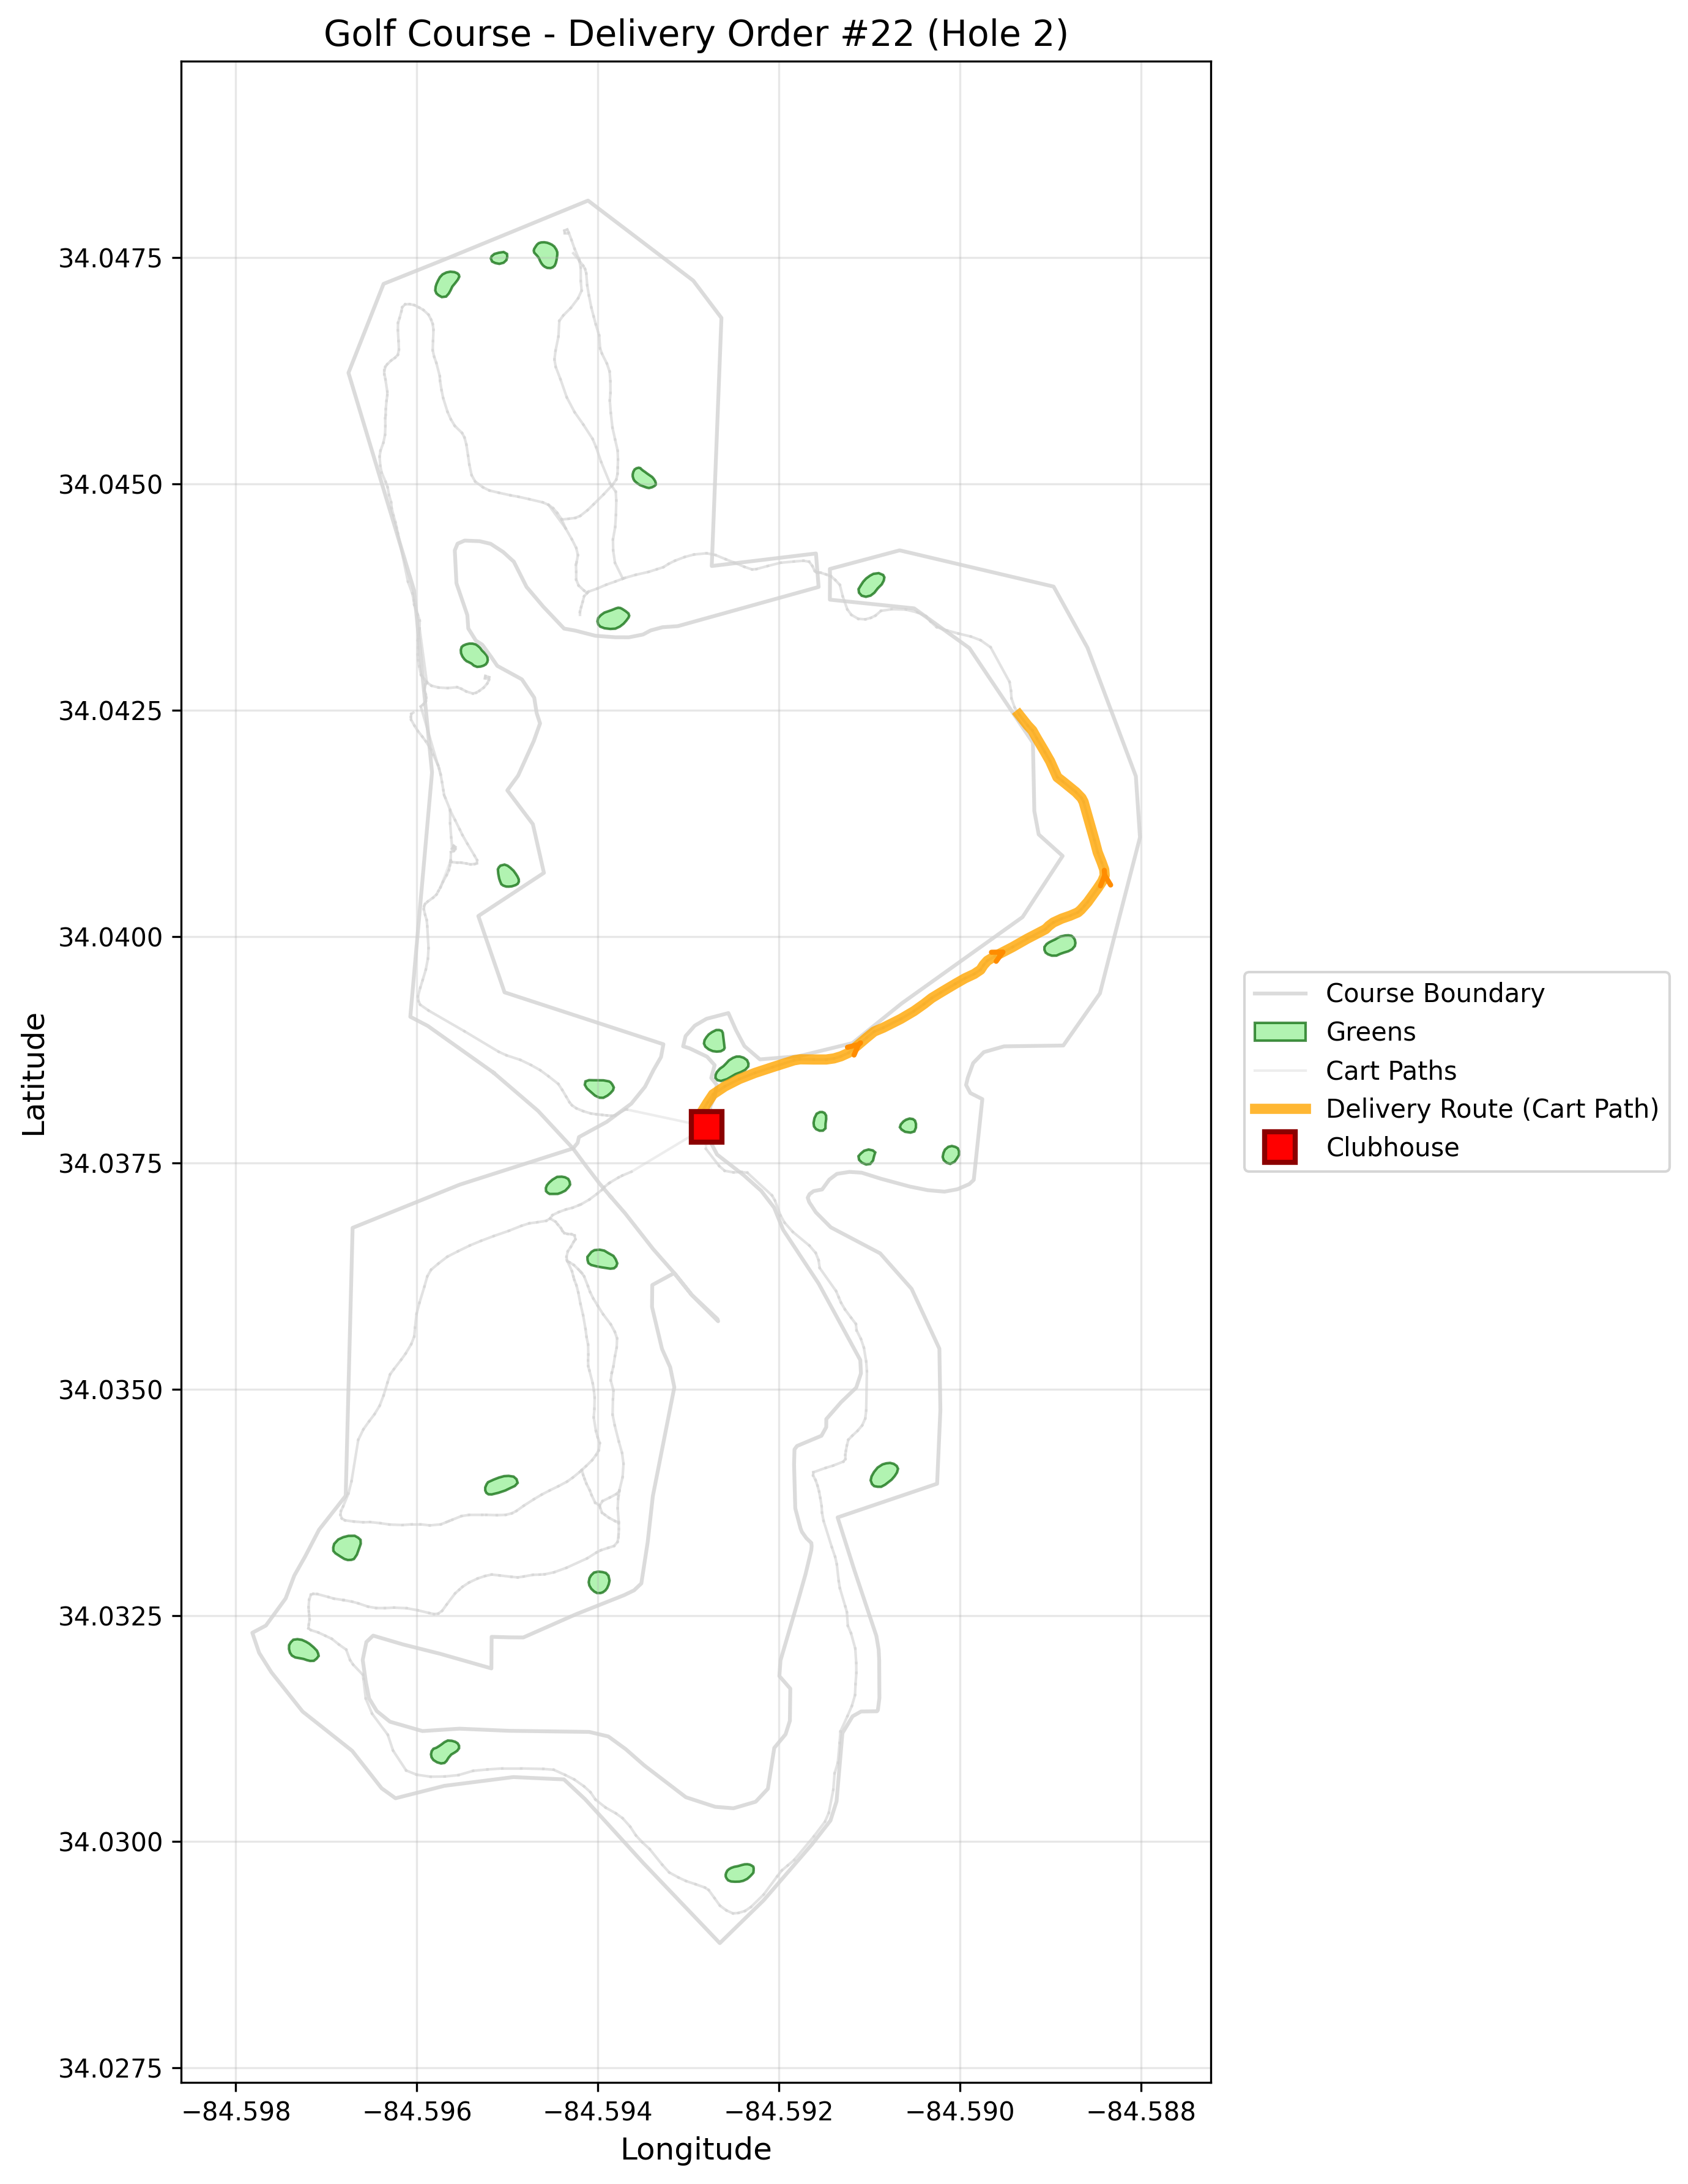 Golf Course - Delivery Order #22 (Hole 2)
Latitude
34.0475
34.0450
34.0425
34.0400
34.0375
34.0350
34.0325
34.0300
34.0275
−84.598 −84.596 −84.594 −84.592 −84.590 −84.588
Longitude
Course Boundary
Greens
Cart Paths
Delivery Route (Cart Path)
Clubhouse